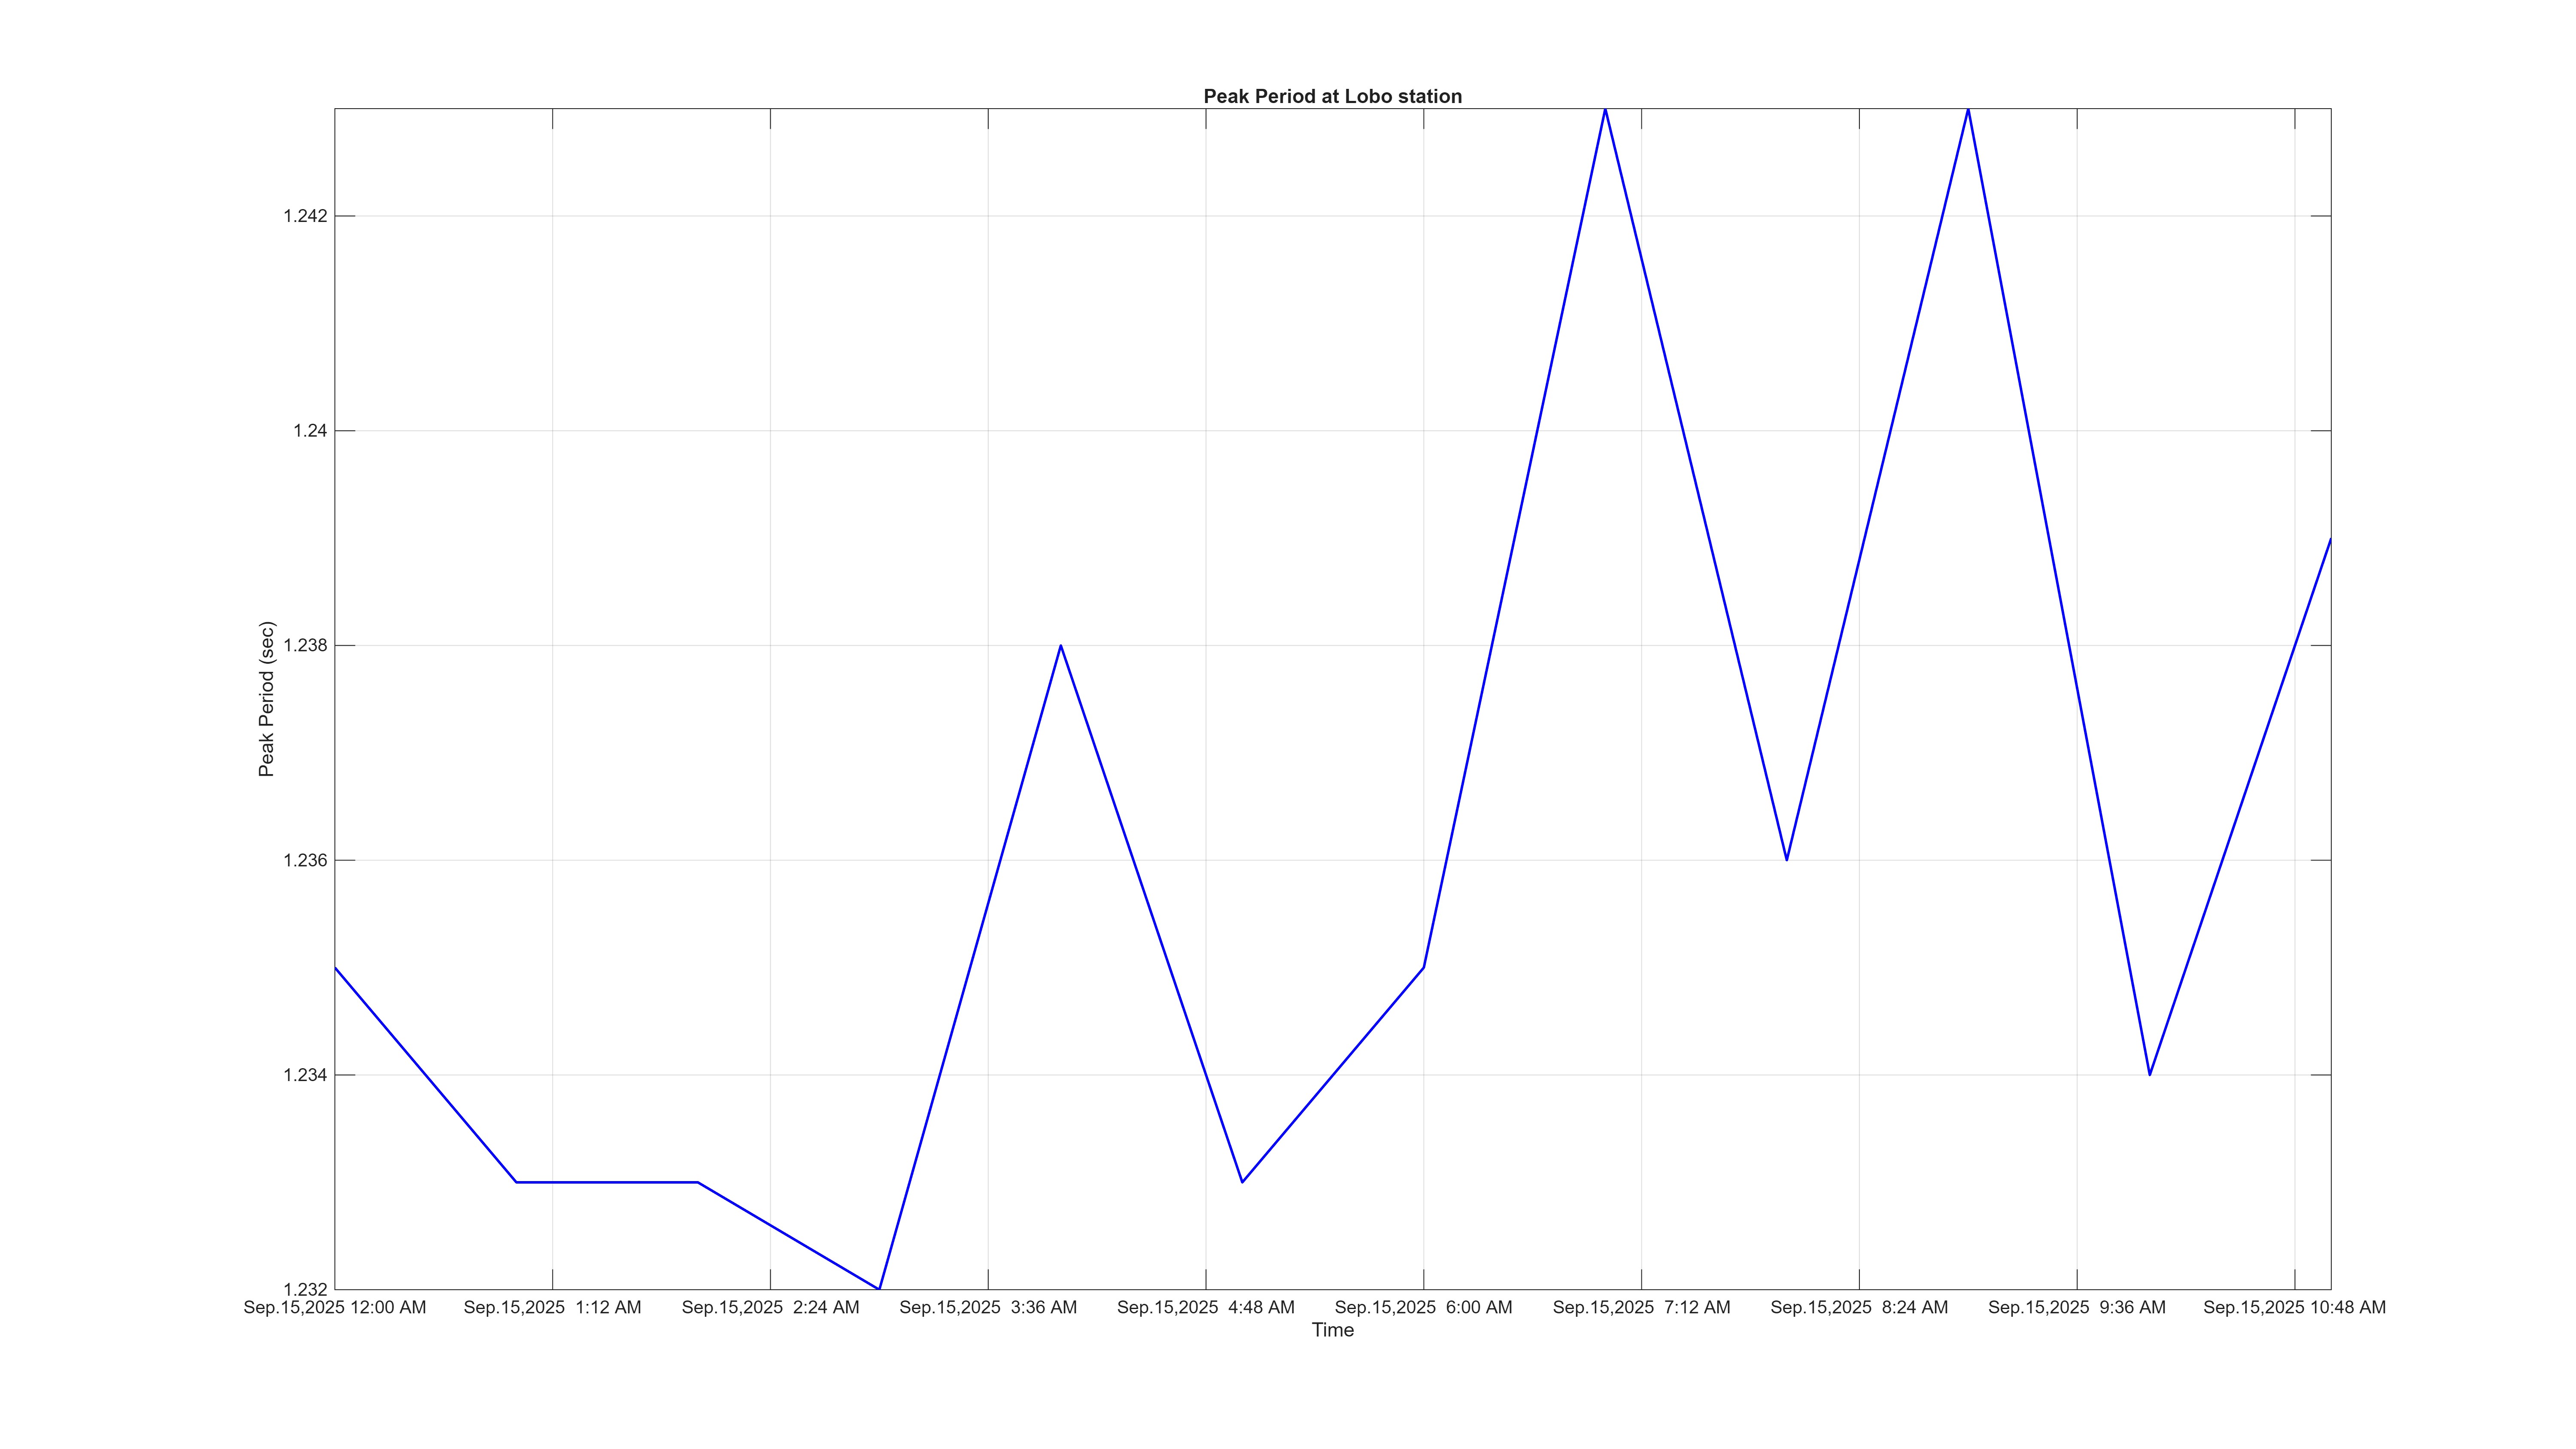 Peak Period at Lobo station
1.242
1.24
1.238
1.236
1.234
1.232
Peak Period (sec)
Sep.15,2025 12:00 AM
Sep.15,2025  1:12 AM
Sep.15,2025  2:24 AM
Sep.15,2025  3:36 AM
Sep.15,2025  4:48 AM
Sep.15,2025  6:00 AM
Sep.15,2025  7:12 AM
Sep.15,2025  8:24 AM
Sep.15,2025  9:36 AM
Sep.15,2025 10:48 AM
Time